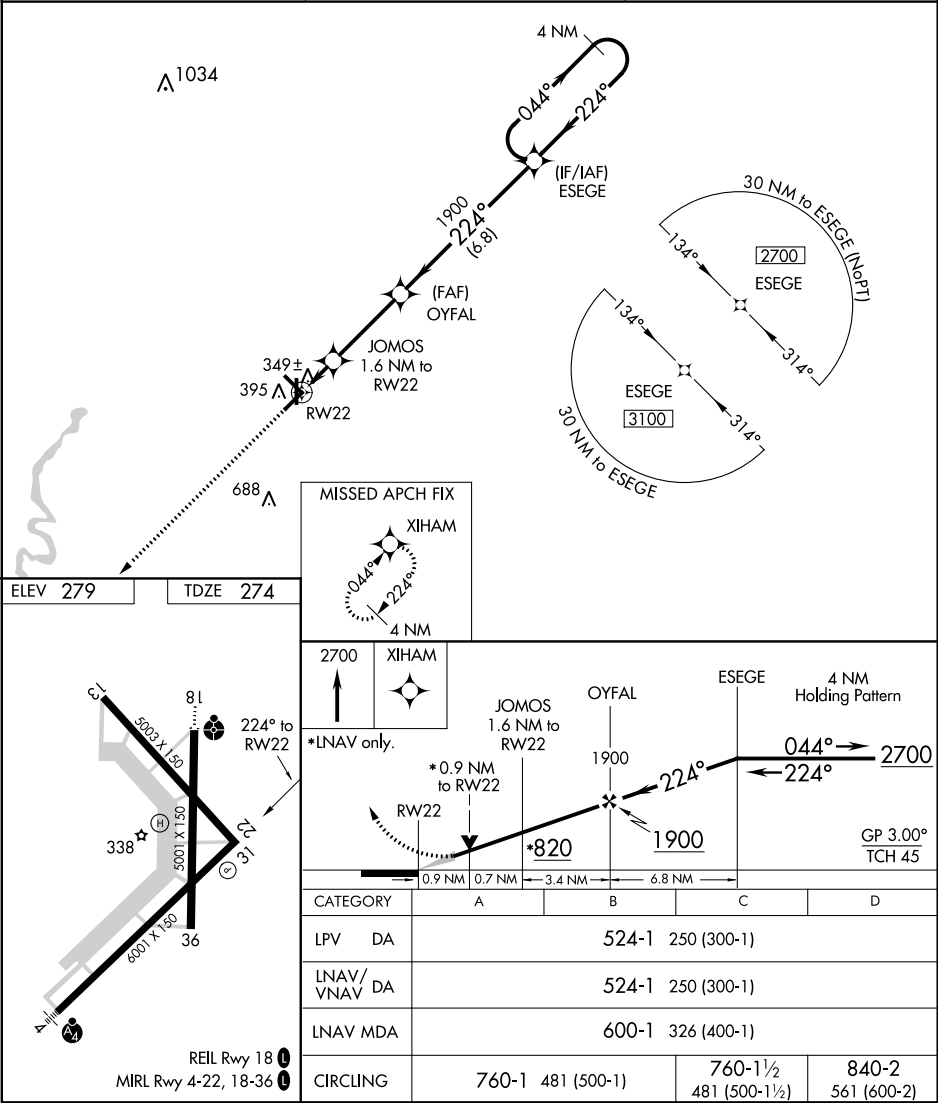 4 NM
1034
044°
224°
(IF/IAF)
ESEGE
1900
224°
(6.8)
30 NM to ESEGE (NoPT)
134°
2700
ESEGE
314°
(FAF)
OYFAL
134°
ESEGE
3100
314°
30 NM to ESEGE
JOMOS
1.6 NM to
RW22
349±
395
RW22
688
MISSED APCH FIX
XIHAM
044°
224°
4 NM
ELEV 279
TDZE 274
13
18
5003 X 150
224° to
RW22
H
338
5001 X 150
22
31
P
6001 X 150
36
4
A4
REIL Rwy 18 L
MIRL Rwy 4-22, 18-36 L
2700
XIHAM
*LNAV only.
JOMOS
1.6 NM to
RW22
OYFAL
ESEGE
4 NM
Holding Pattern
1900
044°
224°
2700
224°
*0.9 NM
to RW22
RW22
*820
1900
GP 3.00°
TCH 45
0.9 NM
0.7 NM
3.4 NM
6.8 NM
CATEGORY A B C D
LPV DA 524-1 250 (300-1)
LNAV/
VNAV DA 524-1 250 (300-1)
LNAV MDA 600-1 326 (400-1)
CIRCLING 760-1 481 (500-1)
760-1½
481 (500-1½)
840-2
561 (600-2)